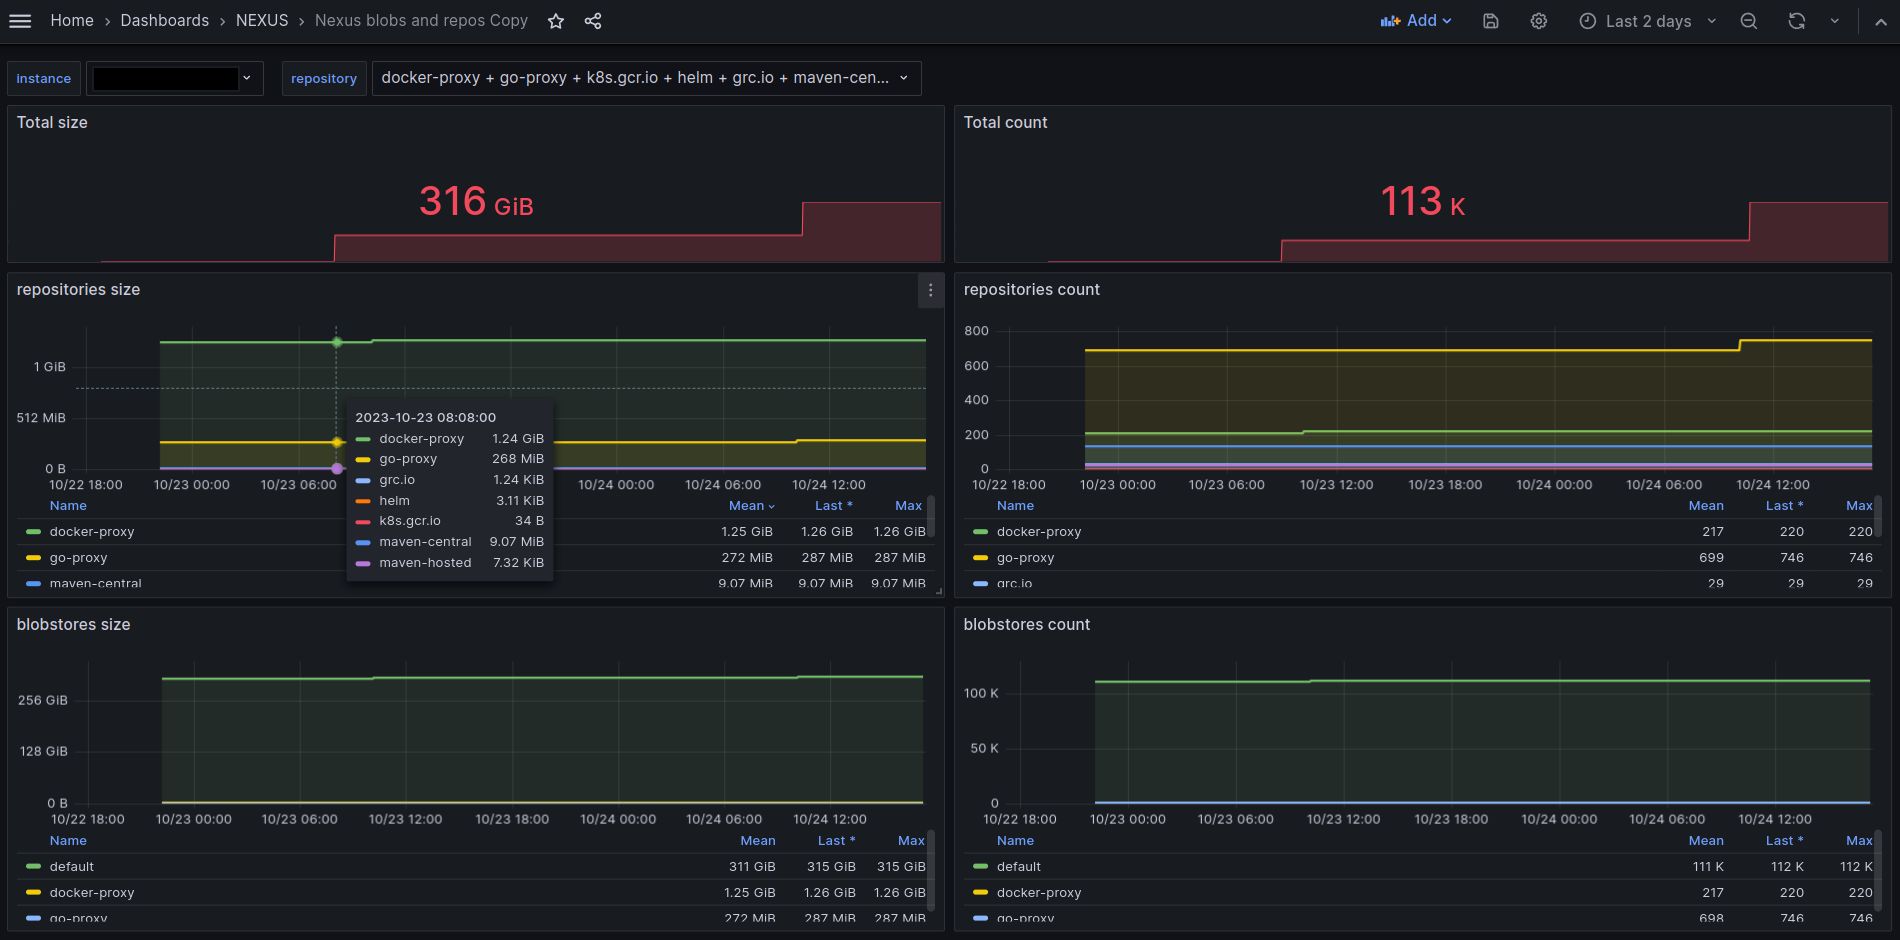 Home › Dashboards › NEXUS › Nexus blobs and repos Copy
Add
Last 2 days
instance
repository
docker-proxy + go-proxy + k8s.gcr.io + helm + grc.io + maven-cen...
Total size
316 GiB
Total count
113 K
repositories size
1 GiB
512 MiB
0 B
10/22 18:00 10/23 00:00 10/23 06:00 10/24 00:00 10/24 06:00 10/24 12:00
Name Mean Last * Max
docker-proxy 1.25 GiB 1.26 GiB 1.26 GiB
go-proxy 272 MiB 287 MiB 287 MiB
maven-central 9.07 MiB 9.07 MiB 9.07 MiB
2023-10-23 08:08:00
docker-proxy 1.24 GiB
go-proxy 268 MiB
grc.io 1.24 KiB
helm 3.11 KiB
k8s.gcr.io 34 B
maven-central 9.07 MiB
maven-hosted 7.32 KiB
repositories count
800
600
400
200
0
10/22 18:00 10/23 00:00 10/23 06:00 10/23 12:00 10/23 18:00 10/24 00:00 10/24 06:00 10/24 12:00
Name Mean Last * Max
docker-proxy 217 220 220
go-proxy 699 746 746
grc.io 29 29 29
blobstores size
256 GiB
128 GiB
0 B
10/22 18:00 10/23 00:00 10/23 06:00 10/23 12:00 10/23 18:00 10/24 00:00 10/24 06:00 10/24 12:00
Name Mean Last * Max
default 311 GiB 315 GiB 315 GiB
docker-proxy 1.25 GiB 1.26 GiB 1.26 GiB
go-proxy 272 MiB 287 MiB 287 MiB
blobstores count
100 K
50 K
0
10/22 18:00 10/23 00:00 10/23 06:00 10/23 12:00 10/23 18:00 10/24 00:00 10/24 06:00 10/24 12:00
Name Mean Last * Max
default 111 K 112 K 112 K
docker-proxy 217 220 220
go-proxy 698 746 746